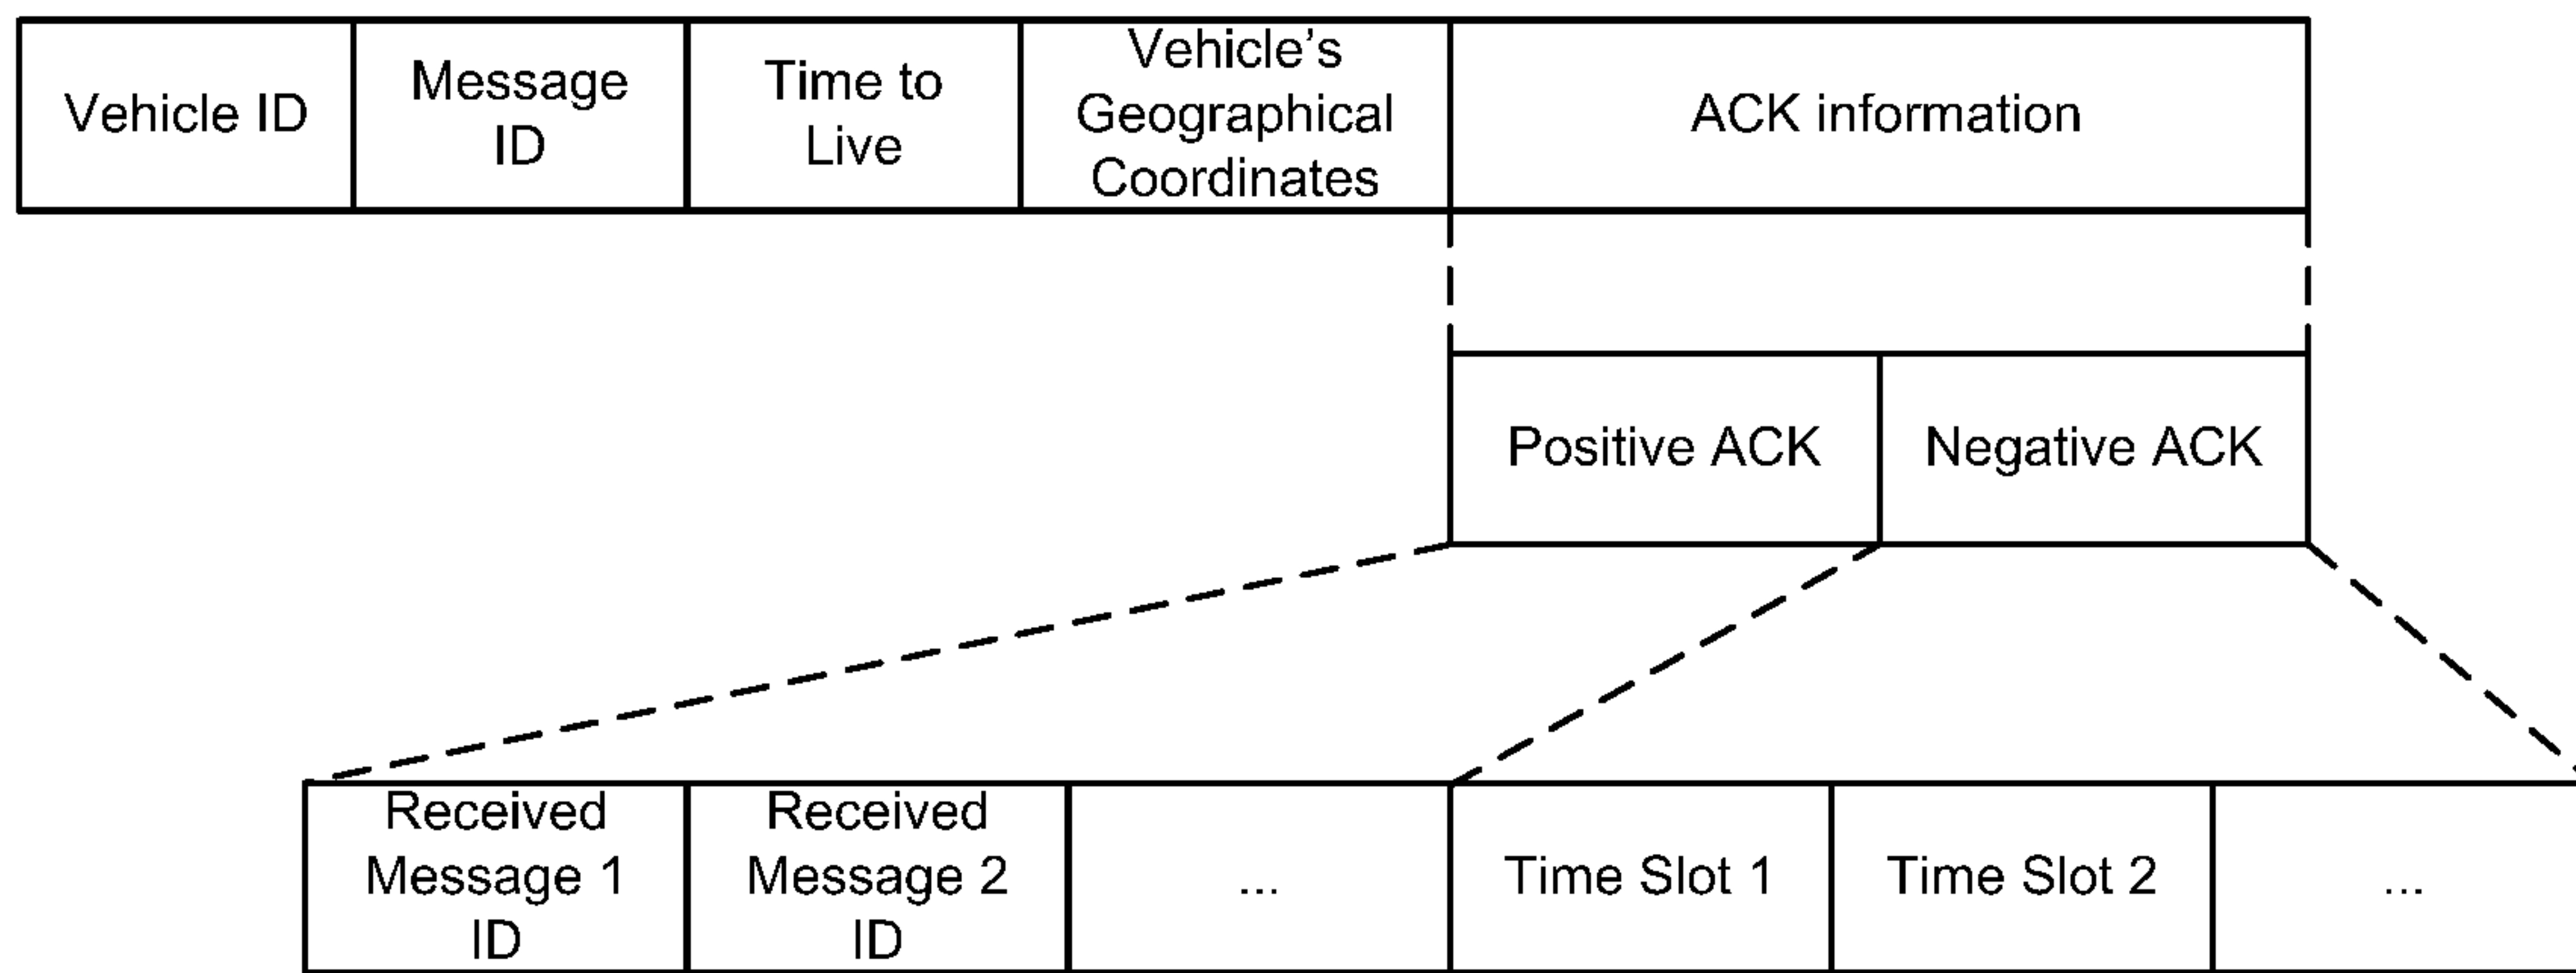 Vehicle ID
Message
ID
Time to
Live
Vehicle’s
Geographical
Coordinates
ACK information
Positive ACK
Negative ACK
Received
Message 1
ID
Received
Message 2
ID
...
Time Slot 1
Time Slot 2
...